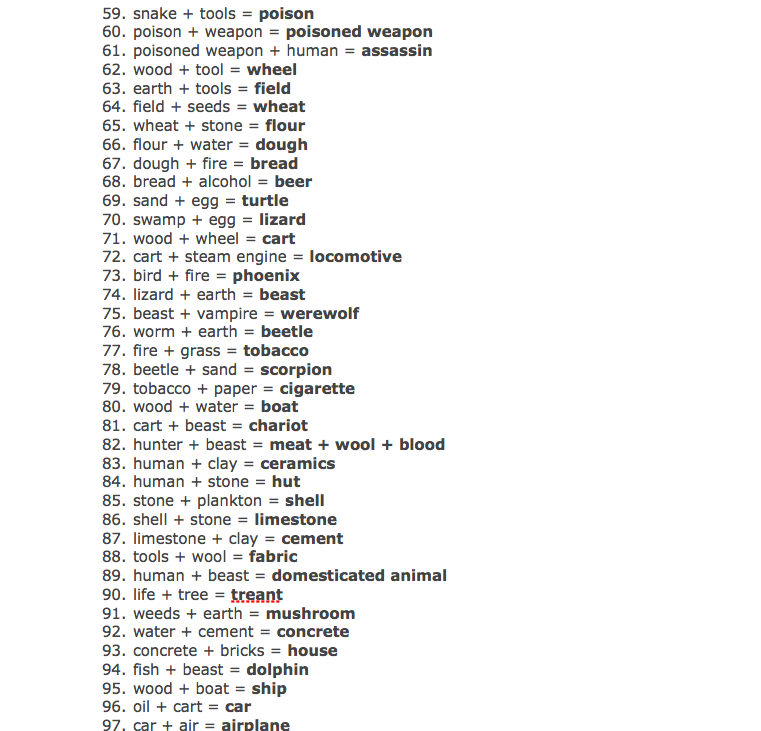 59. snake + tools = poison
60. poison + weapon = poisoned weapon
61. poisoned weapon + human = assassin
62. wood + tool = wheel
63. earth + tools = field
64. field + seeds = wheat
65. wheat + stone = flour
66. flour + water = dough
67. dough + fire = bread
68. bread + alcohol = beer
69. sand + egg = turtle
70. swamp + egg = lizard
71. wood + wheel = cart
72. cart + steam engine = locomotive
73. bird + fire = phoenix
74. lizard + earth = beast
75. beast + vampire = werewolf
76. worm + earth = beetle
77. fire + grass = tobacco
78. beetle + sand = scorpion
79. tobacco + paper = cigarette
80. wood + water = boat
81. cart + beast = chariot
82. hunter + beast = meat + wool + blood
83. human + clay = ceramics
84. human + stone = hut
85. stone + plankton = shell
86. shell + stone = limestone
87. limestone + clay = cement
88. tools + wool = fabric
89. human + beast = domesticated animal
90. life + tree = treant
91. weeds + earth = mushroom
92. water + cement = concrete
93. concrete + bricks = house
94. fish + beast = dolphin
95. wood + boat = ship
96. oil + cart = car
97. car + air = airplane